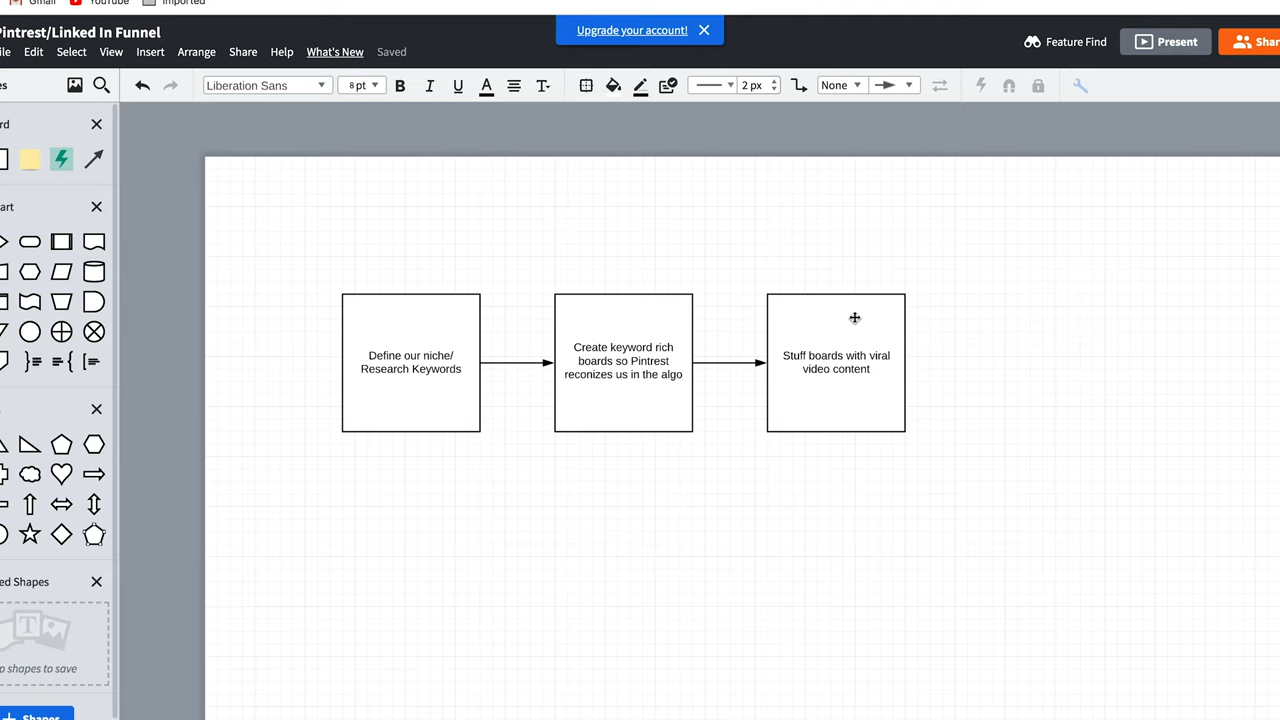 Gmail YouTube Imported
Pintrest/Linked In Funnel
Upgrade your account!
Feature Find Present Shar
File Edit Select View Insert Arrange Share Help What's New Saved
Liberation Sans 8 pt B I U A T 2 px None
es
rd
art
T
ed Shapes
p shapes to save
+ Shapes
Define our niche/
Research Keywords
Create keyword rich
boards so Pintrest
reconizes us in the algo
Stuff boards with viral
video content